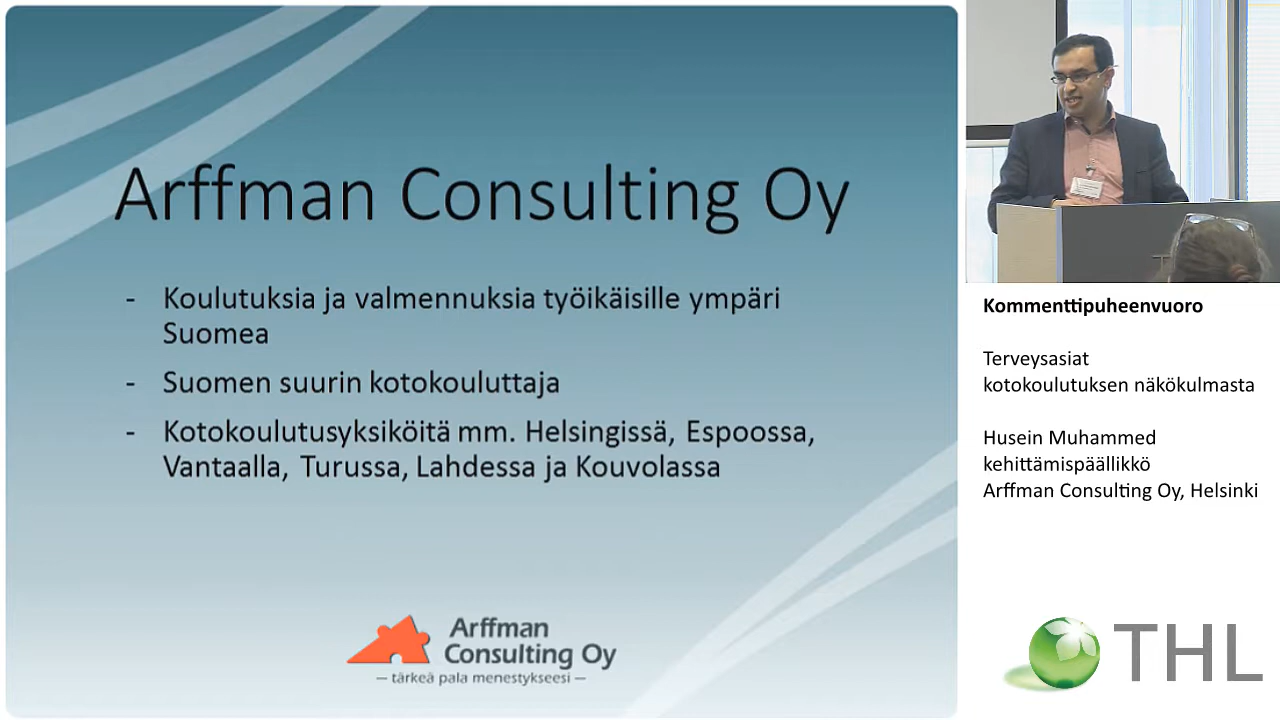 Arffman Consulting Oy
- Koulutuksia ja valmennuksia työikäisille ympäri
Suomea
- Suomen suurin kotokouluttaja
- Kotokoulutusyksiköitä mm. Helsingissä, Espoossa,
Vantaalla, Turussa, Lahdessa ja Kouvolassa
Arffman
Consulting Oy
— tärkeä pala menestykseesi —
Kommenttipuheenvuoro
Terveysasiat
kotokoulutuksen näkökulmasta
Husein Muhammed
kehittämispäällikkö
Arffman Consulting Oy, Helsinki
THL